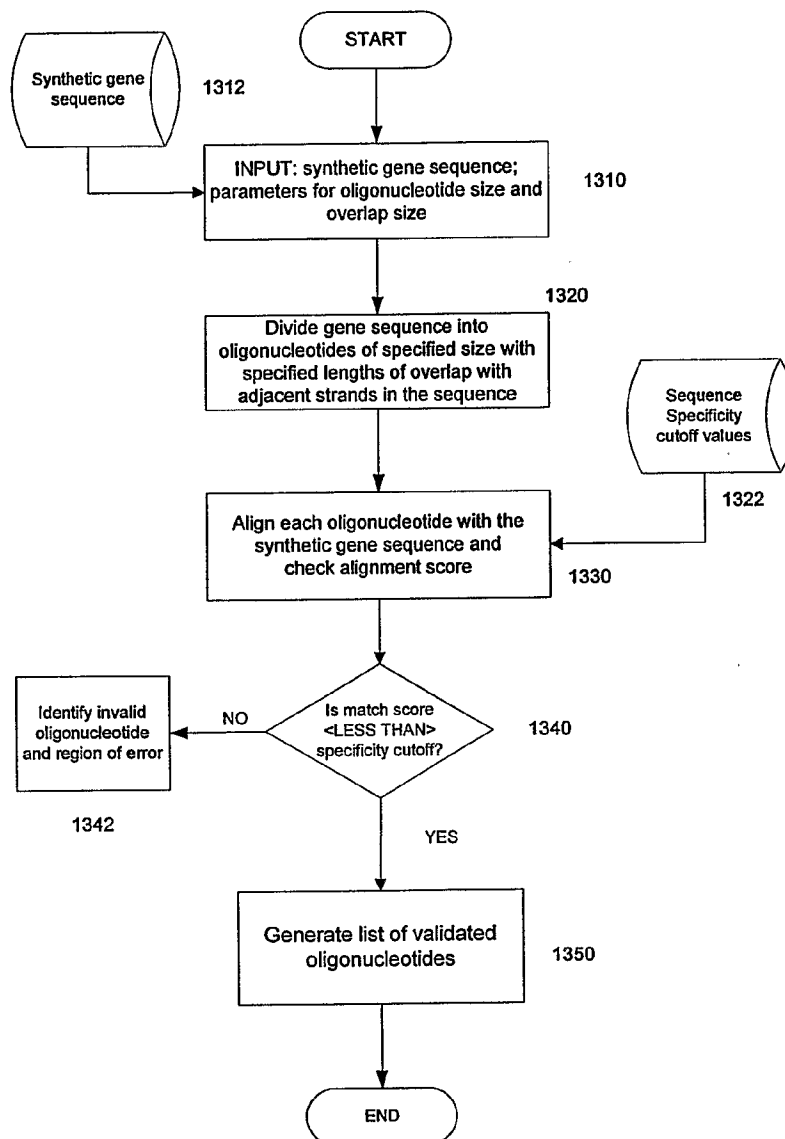 START
Synthetic gene
sequence
1312
INPUT: synthetic gene sequence;
parameters for oligonucleotide size and
overlap size
1310
1320
Divide gene sequence into
oligonucleotides of specified size with
specified lengths of overlap with
adjacent strands in the sequence
Sequence
Specificity
cutoff values
1322
Align each oligonucleotide with the
synthetic gene sequence and
check alignment score
1330
Is match score
<LESS THAN>
specificity cutoff?
1340
NO
Identify invalid
oligonucleotide
and region of error
1342
YES
Generate list of validated
oligonucleotides
1350
END